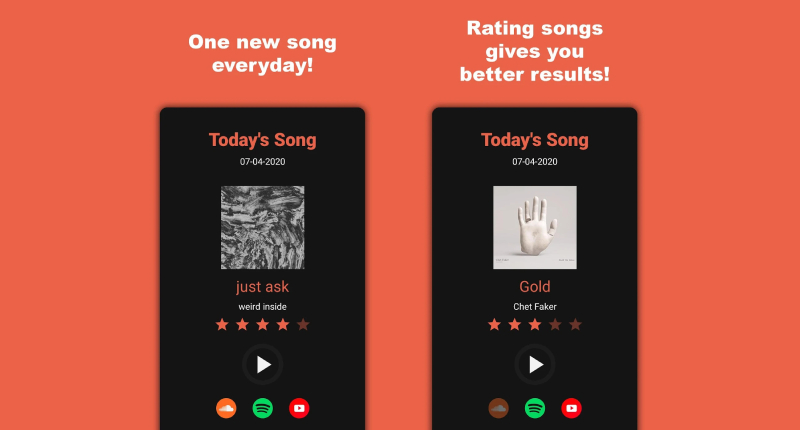 One new song
everyday!
Today's Song
07-04-2020
just ask
weird inside
Rating songs
gives you
better results!
Today's Song
07-04-2020
Gold
Chet Faker